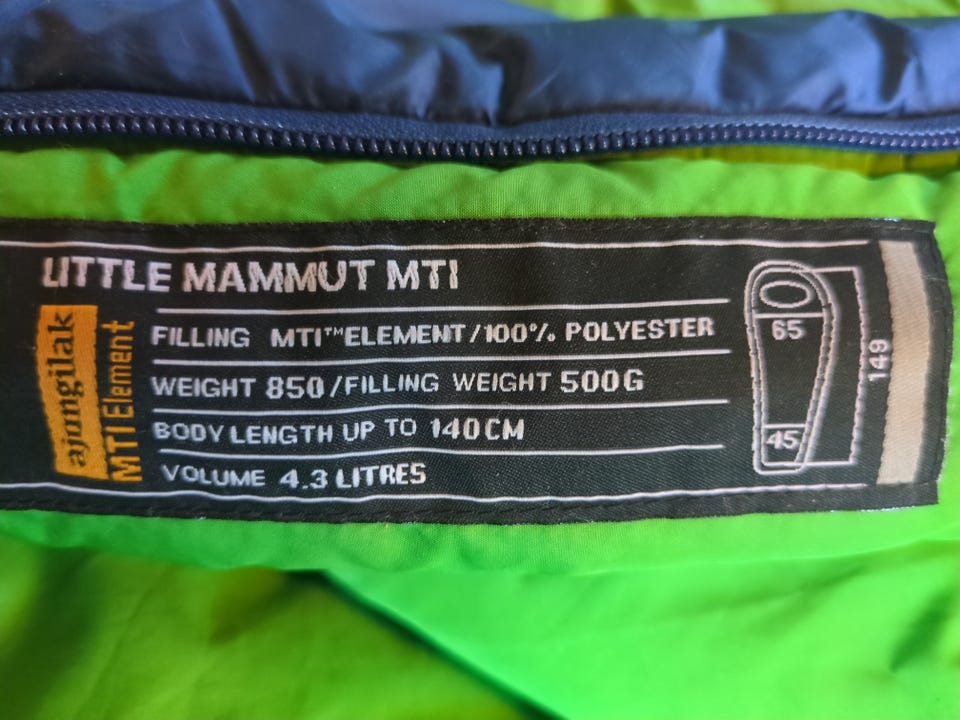 LITTLE MAMMUT MTI
ajungilak
MTI Element
FILLING MTI™ELEMENT/100% POLYESTER
WEIGHT 850/FILLING WEIGHT 500G
BODY LENGTH UP TO 140CM
VOLUME 4.3 LITRES
65
149
45